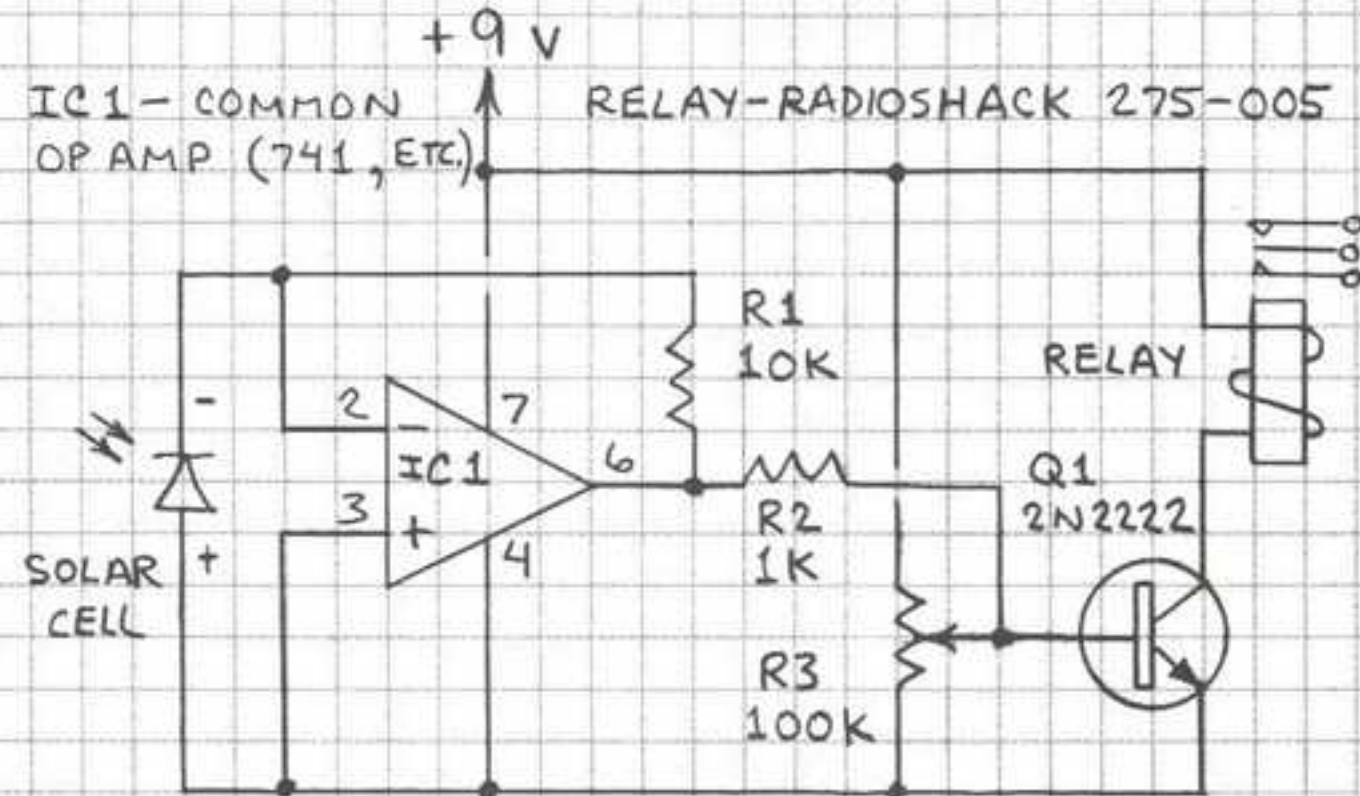 +9 V
IC1- COMMON
OP AMP (741, ETC.)
RELAY-RADIOSHACK 275-005
R1
10K
RELAY
-
2
-
7
IC1
6
Q1
2N2222
3
+
4
R2
1K
SOLAR
CELL
+
R3
100K